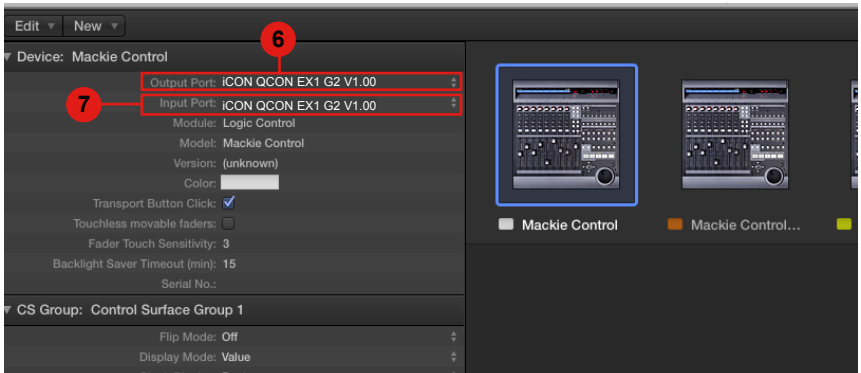 Edit New
6
Device: Mackie Control
Output Port: iCON QCON EX1 G2 V1.00
7
Input Port: iCON QCON EX1 G2 V1.00
Module: Logic Control
Model: Mackie Control
Version: (unknown)
Color:
Transport Button Click:
Touchless movable faders:
Fader Touch Sensitivity: 3
Backlight Saver Timeout (min): 15
Serial No.:
CS Group: Control Surface Group 1
Flip Mode: Off
Display Mode: Value
Mackie Control
Mackie Control...